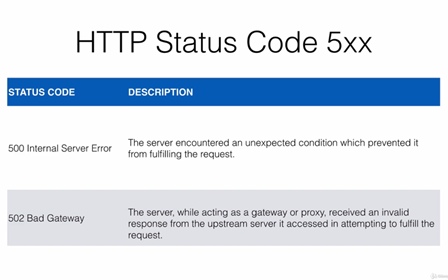 HTTP Status Code 5xx
STATUS CODE DESCRIPTION
500 Internal Server Error
The server encountered an unexpected condition which prevented it
from fulfilling the request.
502 Bad Gateway
The server, while acting as a gateway or proxy, received an invalid
response from the upstream server it accessed in attempting to fulfill the
request.